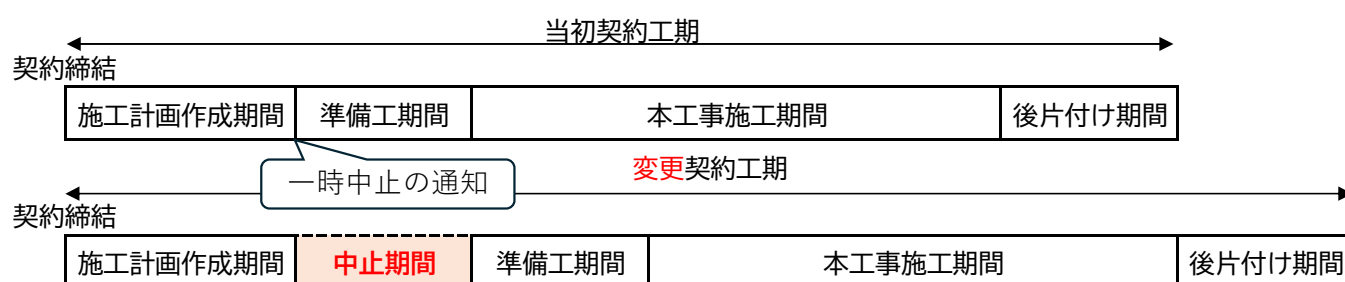 当初契約工期
契約締結
施工計画作成期間 準備工期間 本工事施工期間 後片付け期間
一時中止の通知
変更契約工期
契約締結
施工計画作成期間 中止期間 準備工期間 本工事施工期間 後片付け期間